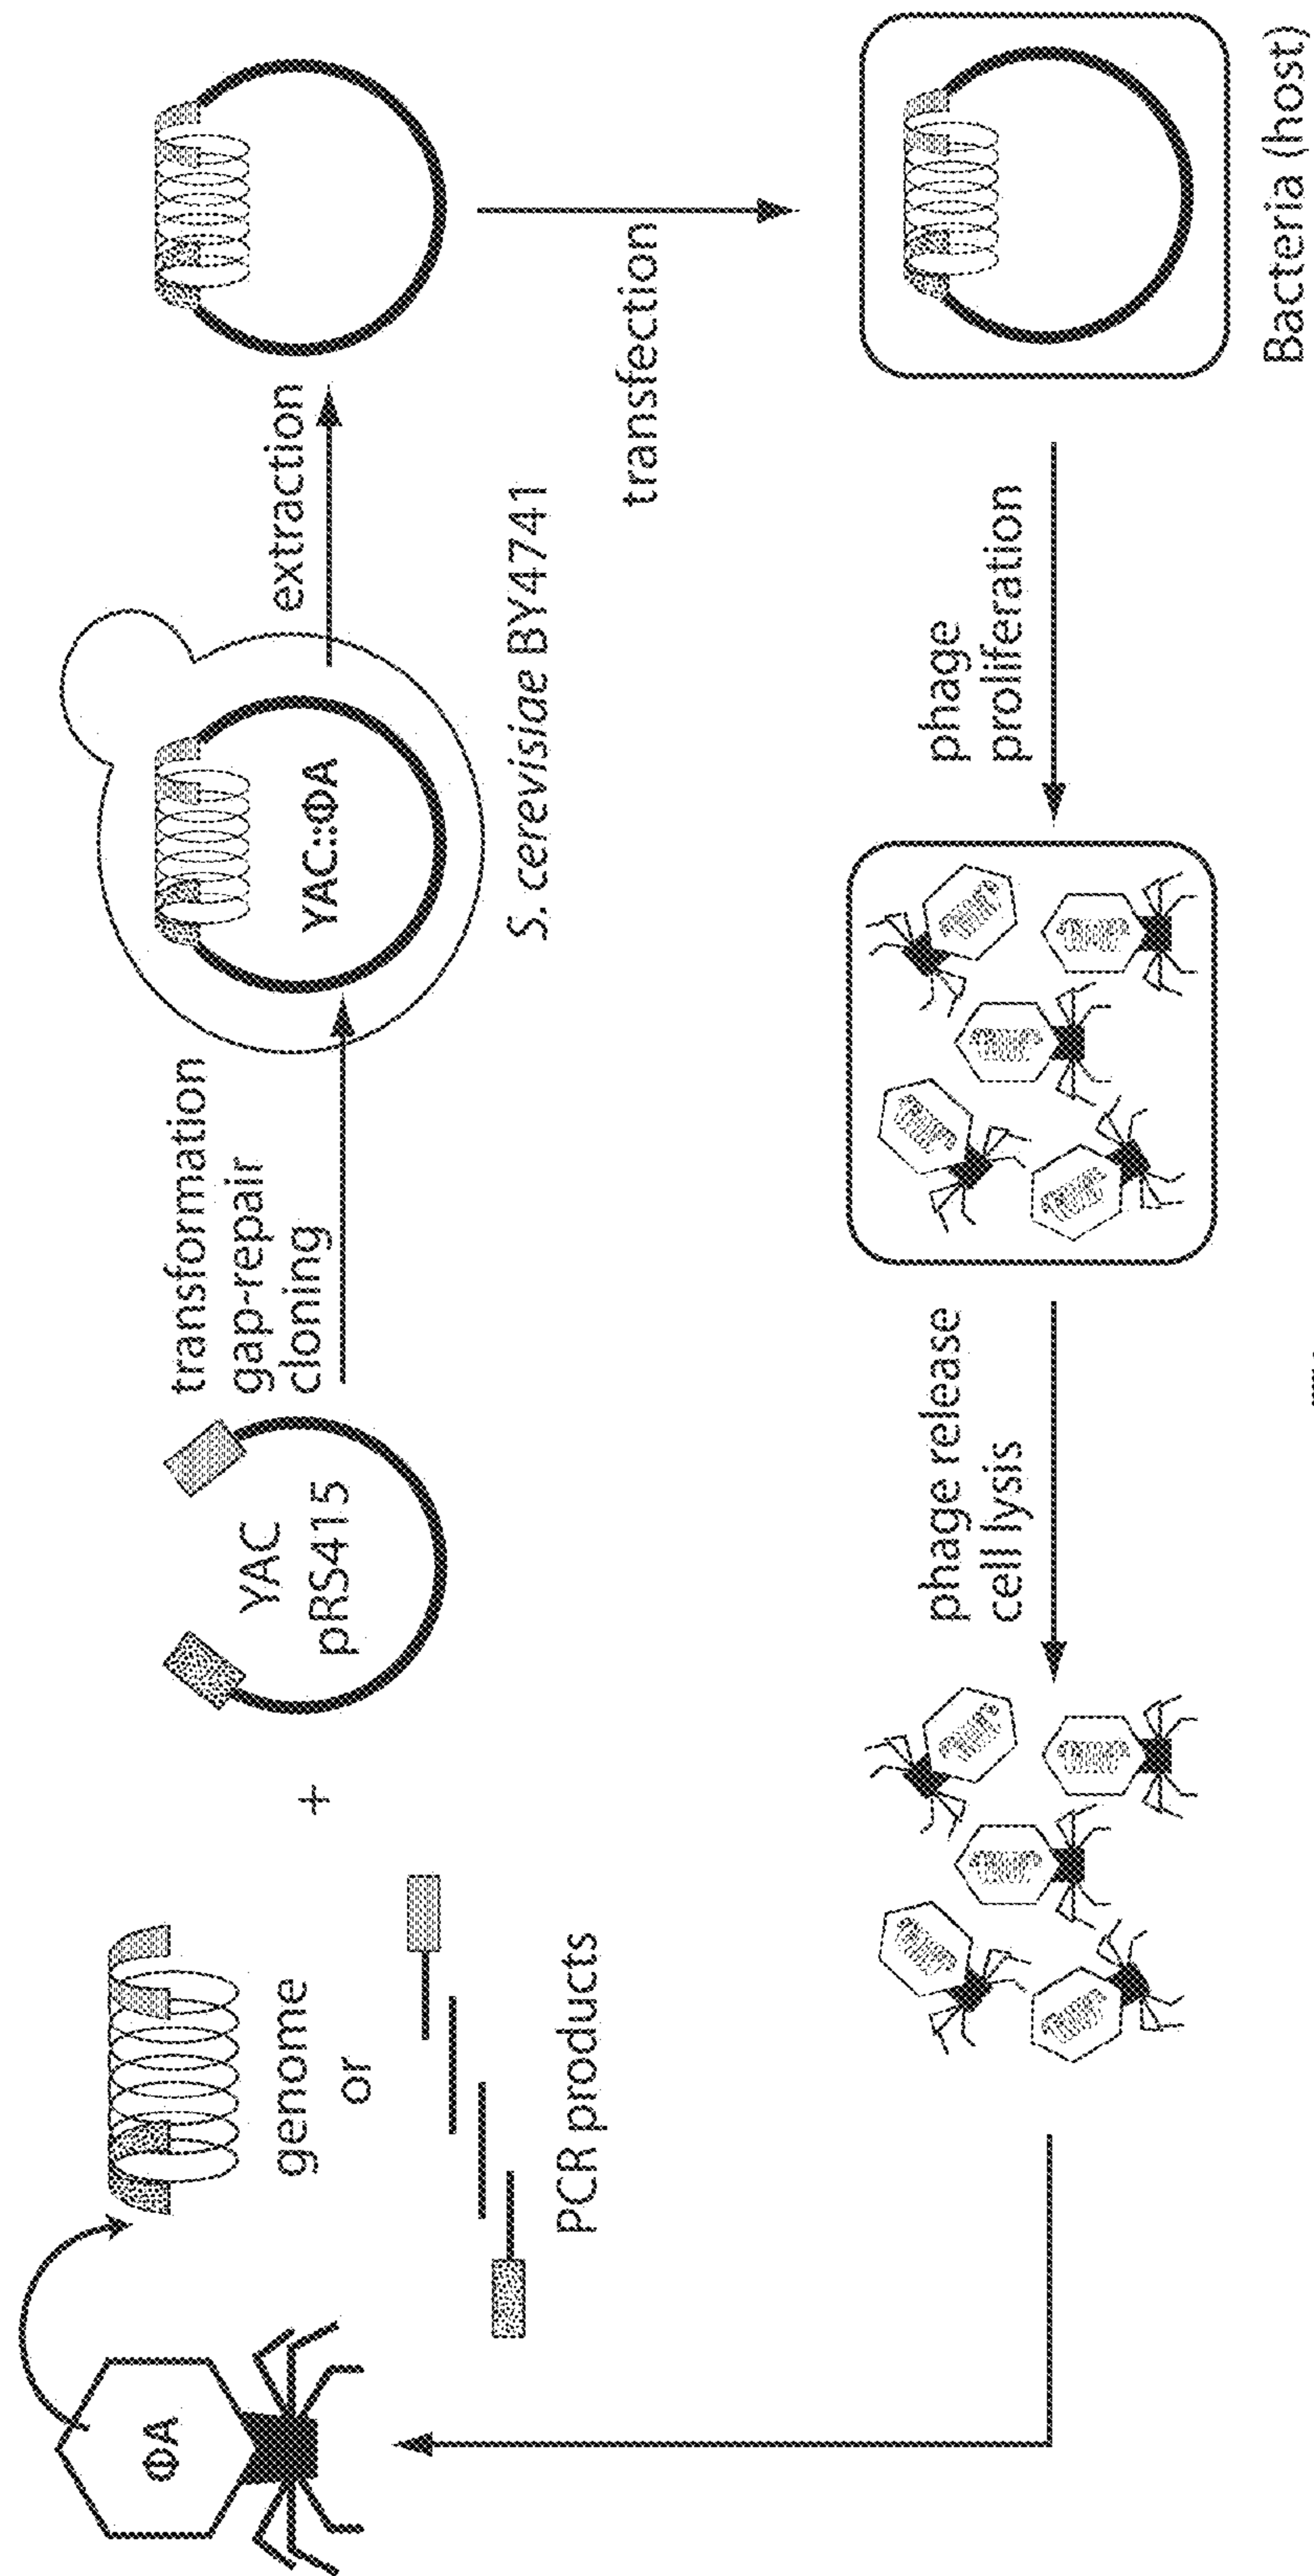 ΦA
genome
or
PCR products
+
YAC
pRS415
transformation
gap-repair
cloning
YAC::ΦA
S. cerevisiae BY4741
extraction
transfection
Bacteria (host)
phage
proliferation
phage release
cell lysis